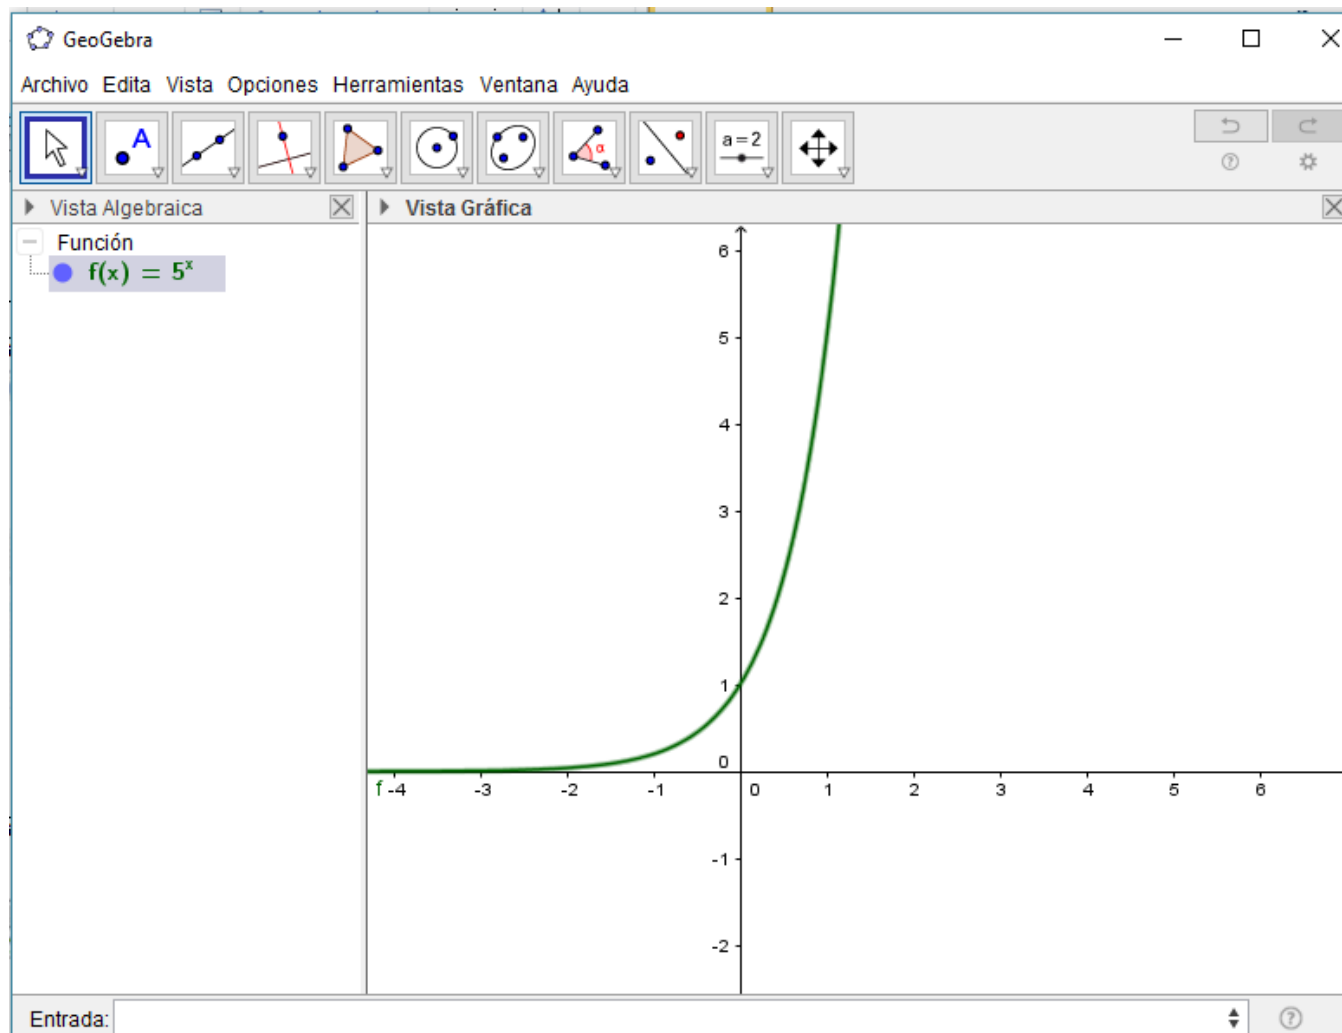 GeoGebra
Archivo Edita Vista Opciones Herramientas Ventana Ayuda
A
α
a = 2
Vista Algebraica
Vista Gráfica
Función
f(x) = 5ˣ
6
5
4
3
2
1
0
f -4 -3 -2 -1 0 1 2 3 4 5 6
-1
-2
Entrada: